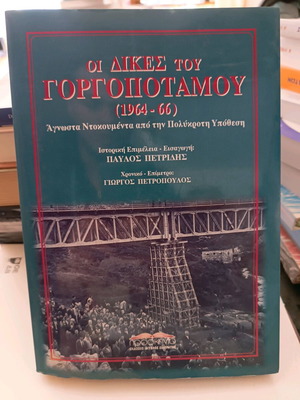 ΟΙ ΔΙΚΕΣ ΤΟΥ
ΓΟΡΓΟΠΟΤΑΜΟΥ
(1964 - 66)
Άγνωστα Ντοκουμέντα από την Πολύκροτη Υπόθεση
Ιστορική Επιμέλεια - Εισαγωγή:
ΠΑΥΛΟΣ ΠΕΤΡΙΔΗΣ
Χρονικό - Επίμετρο:
ΓΙΩΡΓΟΣ ΠΕΤΡΟΠΟΥΛΟΣ